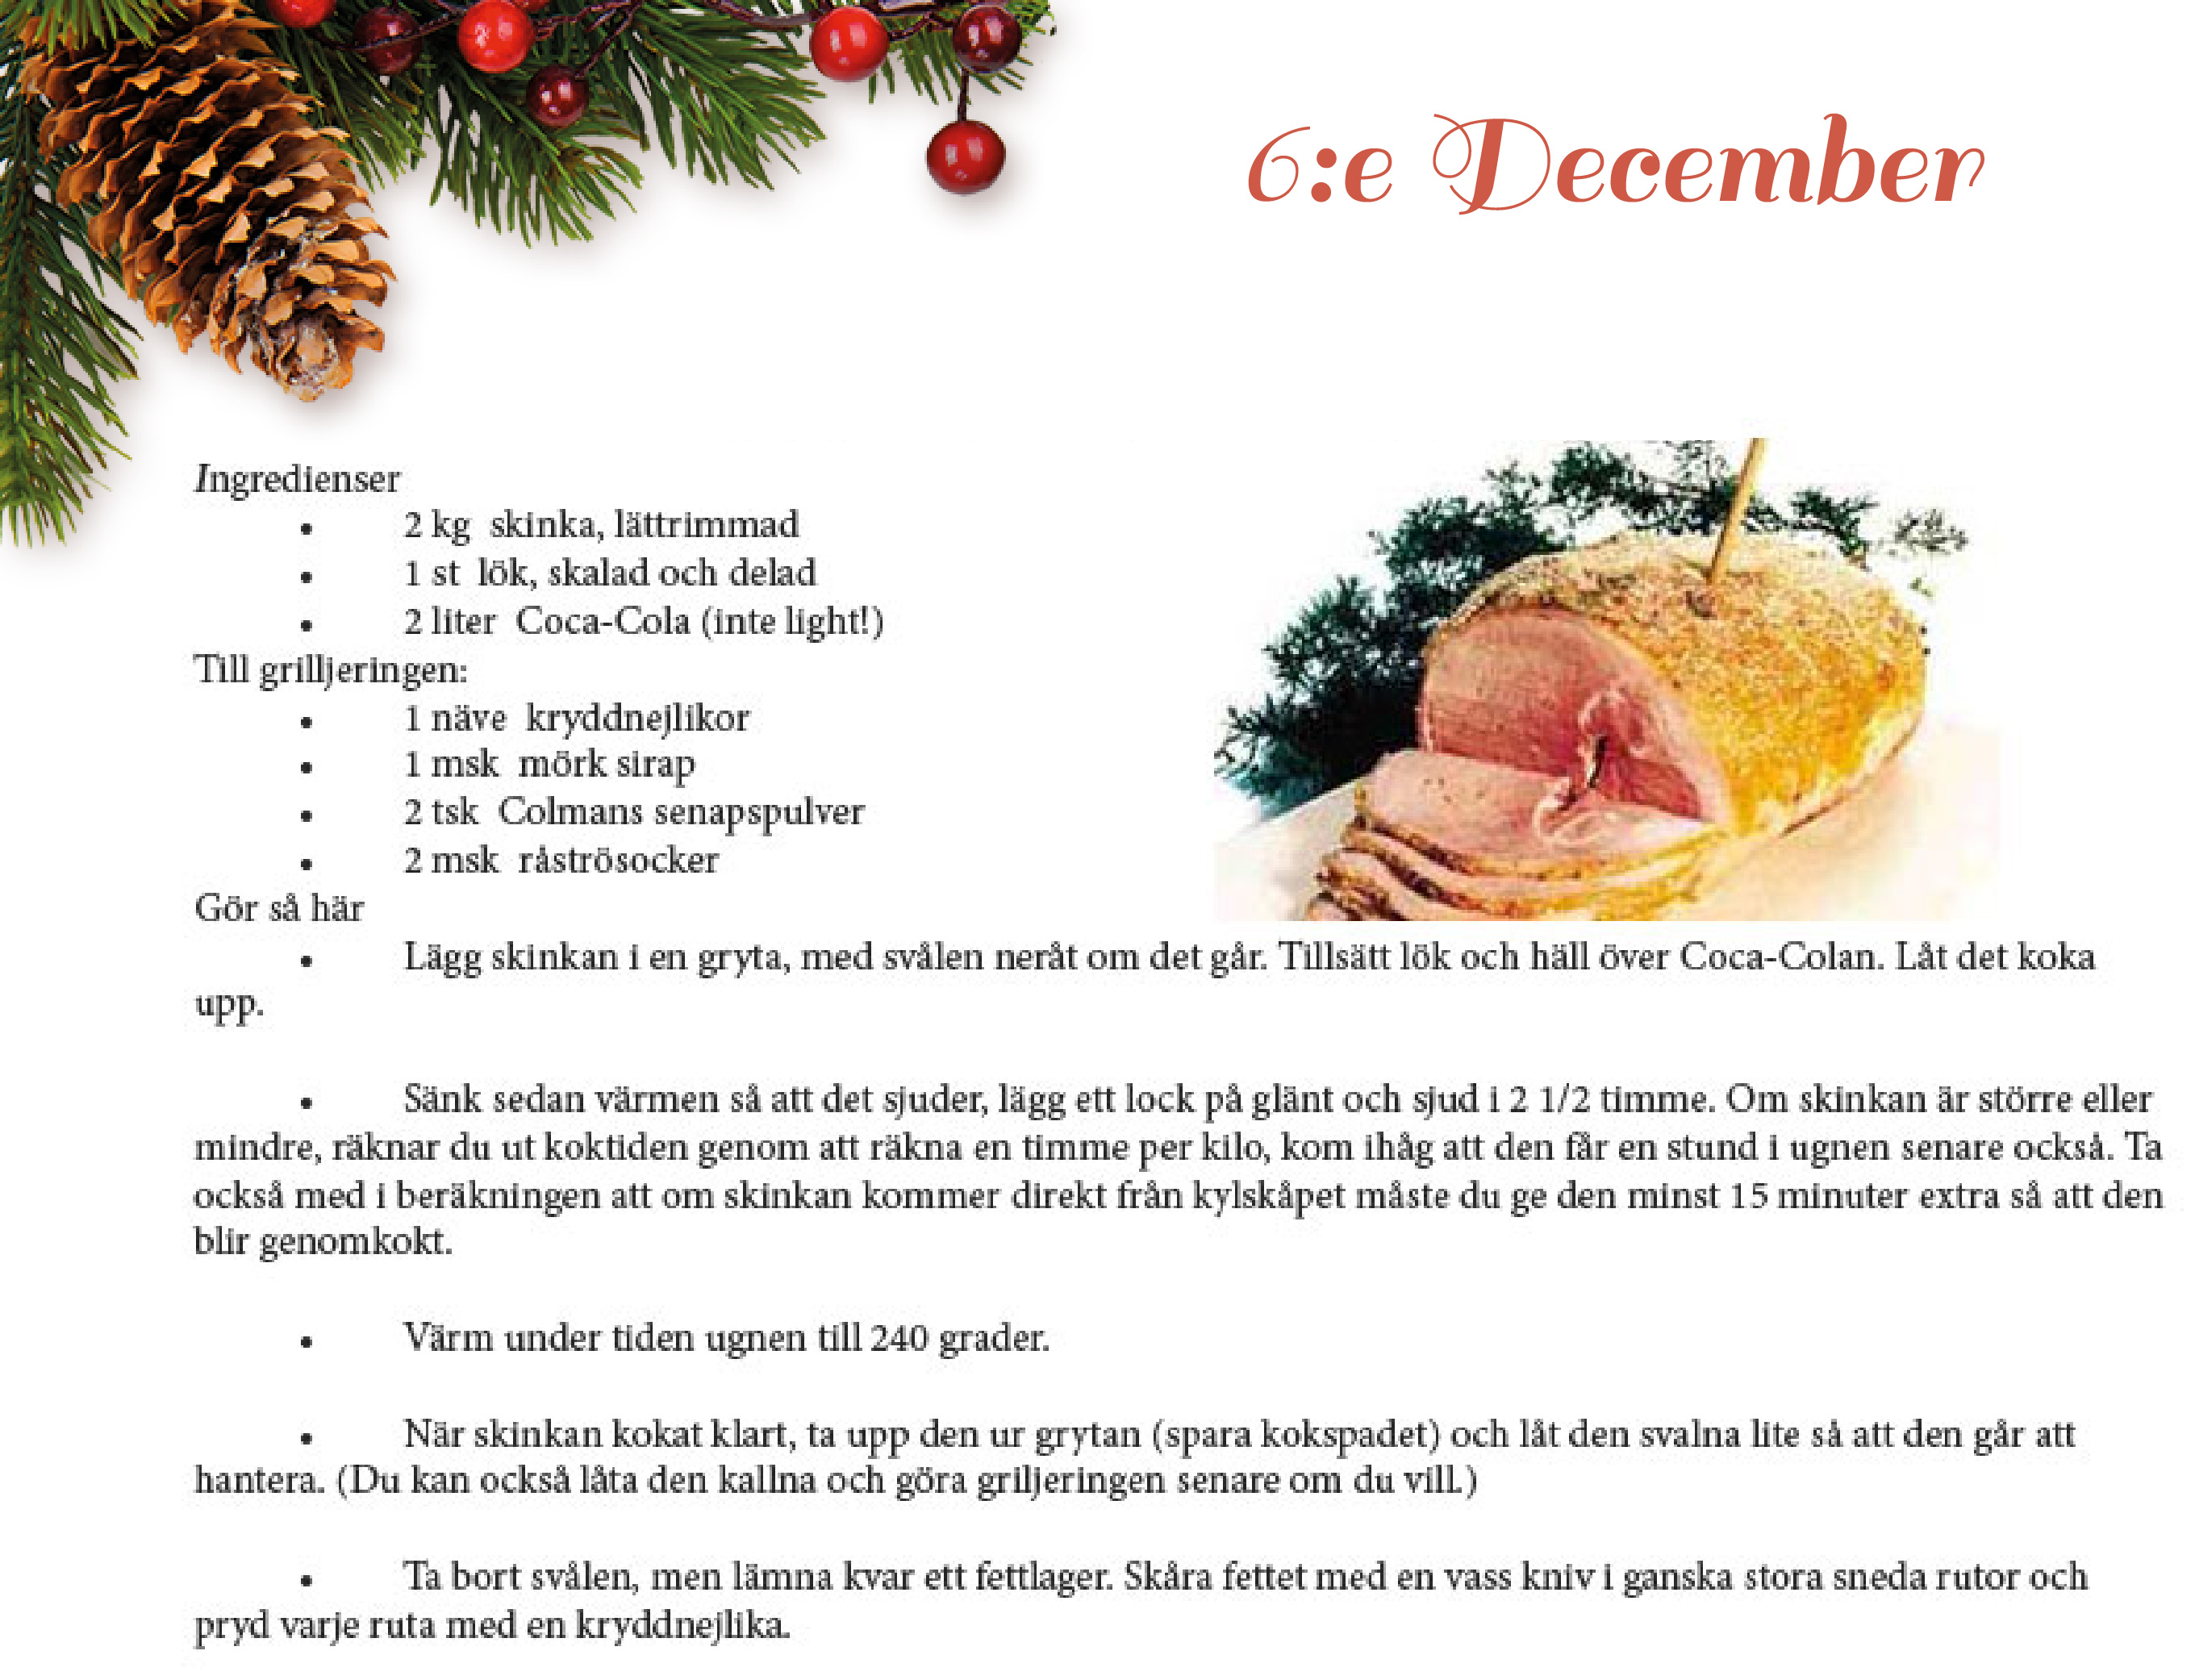 6:e December
Ingredienser
• 2 kg skinka, lättrimmad
• 1 st lök, skalad och delad
• 2 liter Coca-Cola (inte light!)
Till grilljeringen:
• 1 näve kryddnejlikor
• 1 msk mörk sirap
• 2 tsk Colmans senapspulver
• 2 msk råströsocker
Gör så här
• Lägg skinkan i en gryta, med svålen neråt om det går. Tillsätt lök och häll över Coca-Colan. Låt det koka
upp.
• Sänk sedan värmen så att det sjuder, lägg ett lock på glänt och sjud i 2 1/2 timme. Om skinkan är större eller
mindre, räknar du ut koktiden genom att räkna en timme per kilo, kom ihåg att den får en stund i ugnen senare också. Ta
också med i beräkningen att om skinkan kommer direkt från kylskåpet måste du ge den minst 15 minuter extra så att den
blir genomkokt.
• Värm under tiden ugnen till 240 grader.
• När skinkan kokat klart, ta upp den ur grytan (spara kokspadet) och låt den svalna lite så att den går att
hantera. (Du kan också låta den kallna och göra griljeringen senare om du vill.)
• Ta bort svålen, men lämna kvar ett fettlager. Skåra fettet med en vass kniv i ganska stora sneda rutor och
pryd varje ruta med en kryddnejlika.